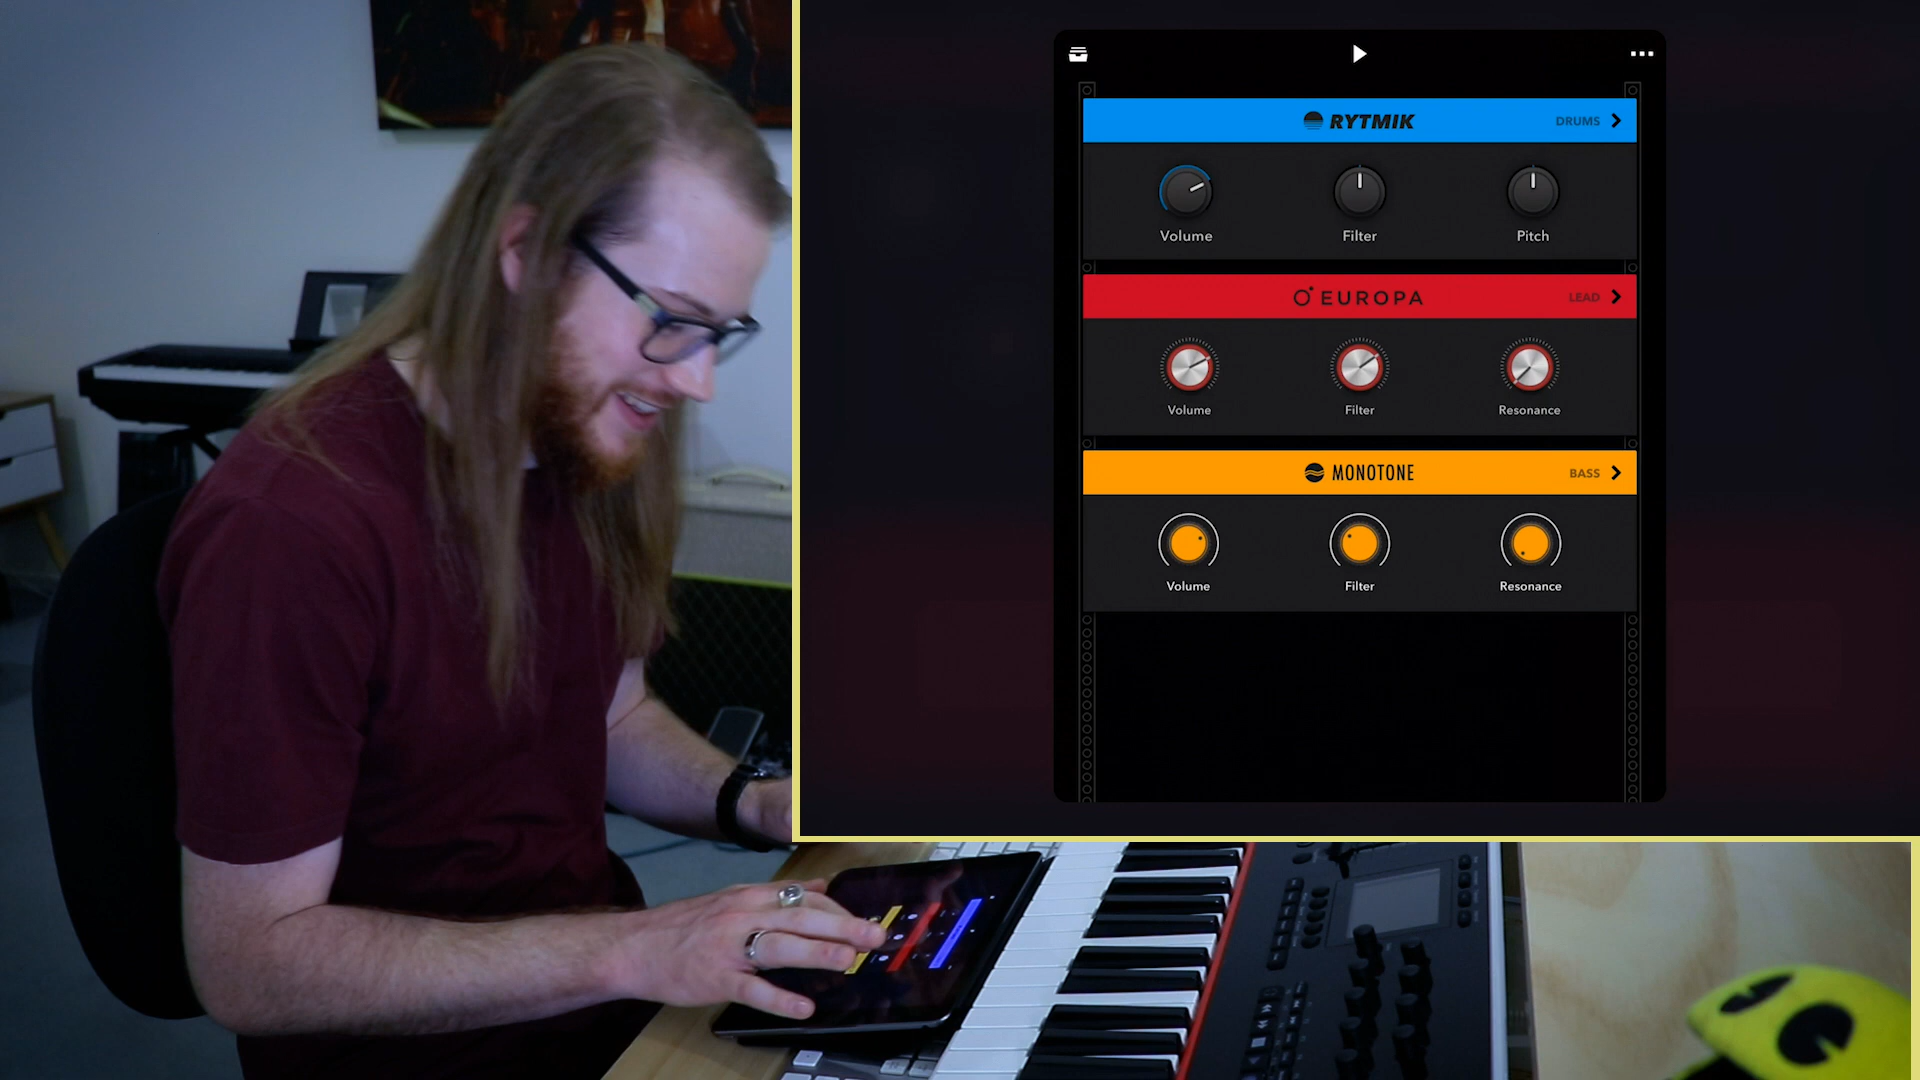 RYTMIK
DRUMS
Volume
Filter
Pitch
EUROPA
LEAD
Volume
Filter
Resonance
MONOTONE
BASS
Volume
Filter
Resonance